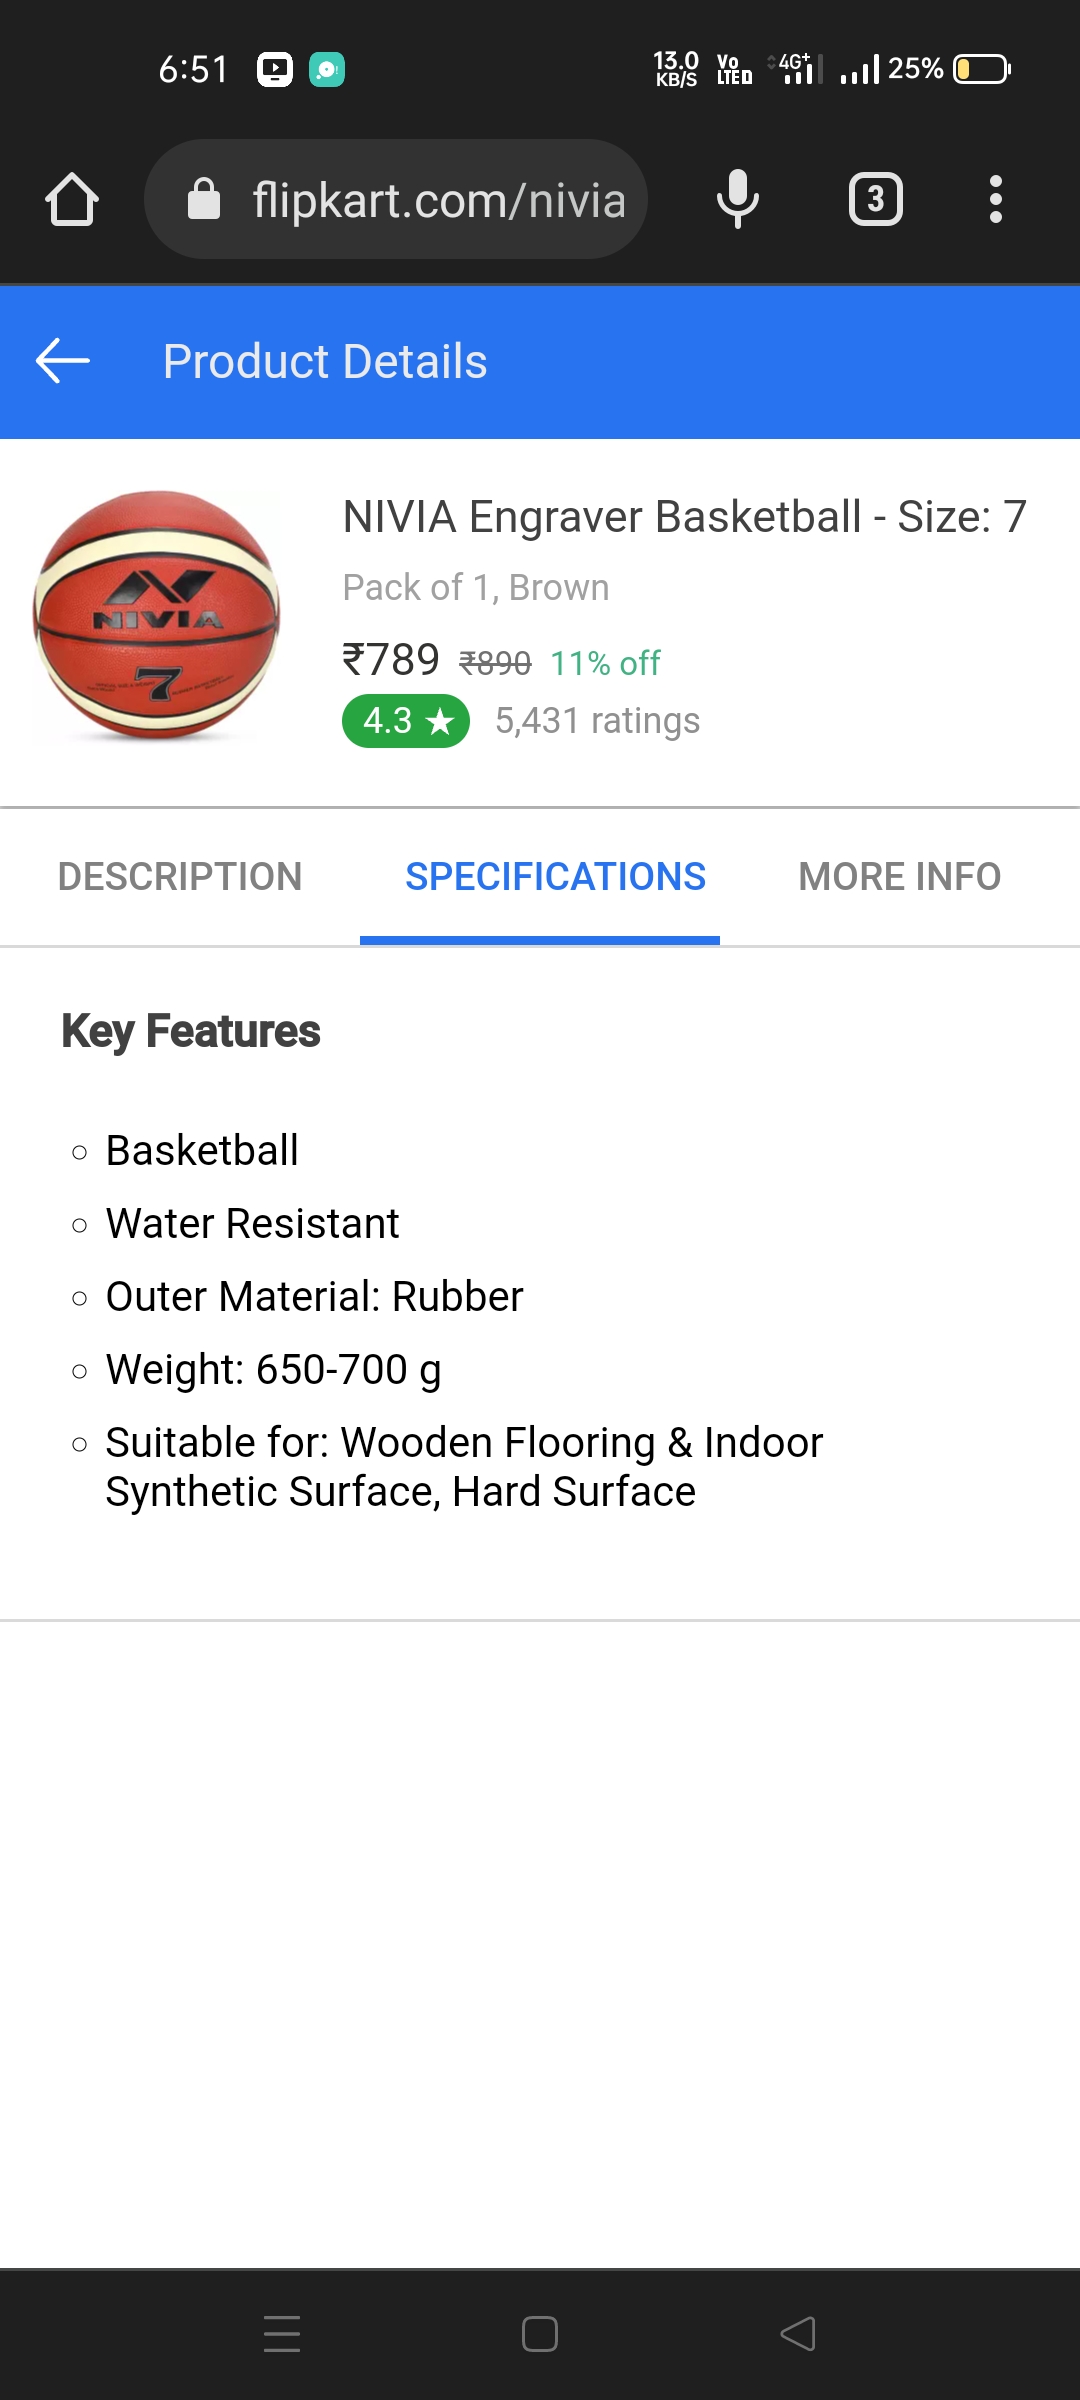 6:51
13.0 KB/S VoLTE 4G+ 25%
flipkart.com/nivia
3
Product Details
NIVIA Engraver Basketball - Size: 7
Pack of 1, Brown
₹789 ₹890 11% off
4.3 ★ 5,431 ratings
NIVIA
7
DESCRIPTION SPECIFICATIONS MORE INFO
Key Features
Basketball
Water Resistant
Outer Material: Rubber
Weight: 650-700 g
Suitable for: Wooden Flooring & Indoor
Synthetic Surface, Hard Surface